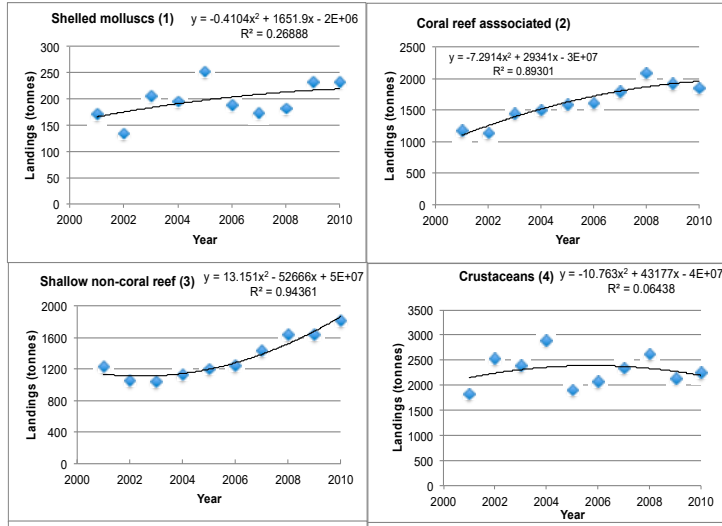 Shelled molluscs (1) y = -0.4104x² + 1651.9x - 2E+06
R² = 0.26888
Landings (tonnes)
300
250
200
150
100
50
0
2000 2002 2004 2006 2008 2010
Year
Coral reef asssociated (2)
y = -7.2914x² + 29341x - 3E+07
R² = 0.89301
Landings (tonnes)
2500
2000
1500
1000
500
0
2000 2002 2004 2006 2008 2010
Year
Shallow non-coral reef (3) y = 13.151x² - 52666x + 5E+07
R² = 0.94361
Landings (tonnes)
2000
1600
1200
800
400
0
2000 2002 2004 2006 2008 2010
Year
Crustaceans (4) y = -10.763x² + 43177x - 4E+07
R² = 0.06438
Landings (tonnes)
3500
3000
2500
2000
1500
1000
500
0
2000 2002 2004 2006 2008 2010
Year